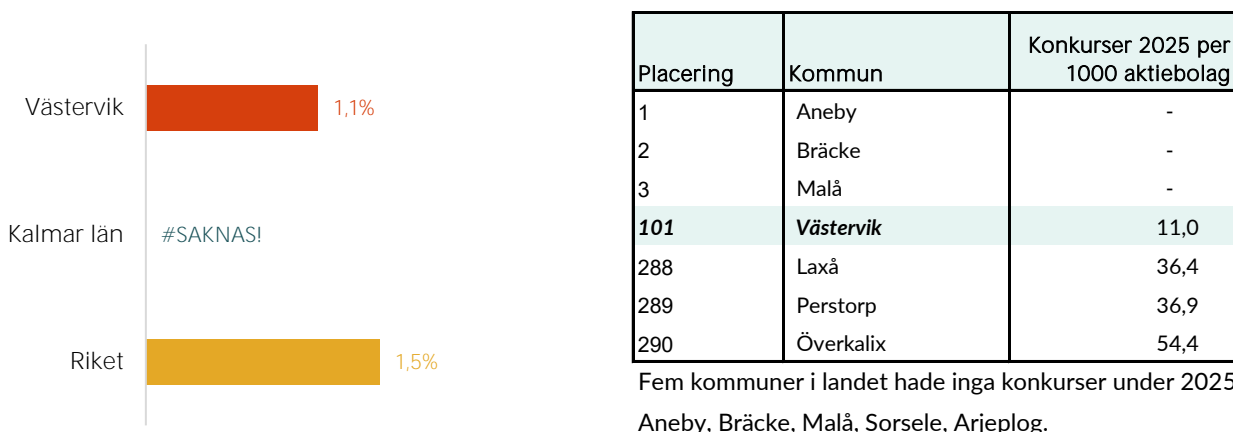 Västervik 1,1%
Kalmar län #SAKNAS!
Riket 1,5%
Placering Kommun Konkurser 2025 per 1000 aktiebolag
1 Aneby -
2 Bräcke -
3 Malå -
101 Västervik 11,0
288 Laxå 36,4
289 Perstorp 36,9
290 Överkalix 54,4
Fem kommuner i landet hade inga konkurser under 2025
Aneby, Bräcke, Malå, Sorsele, Arjeplog.